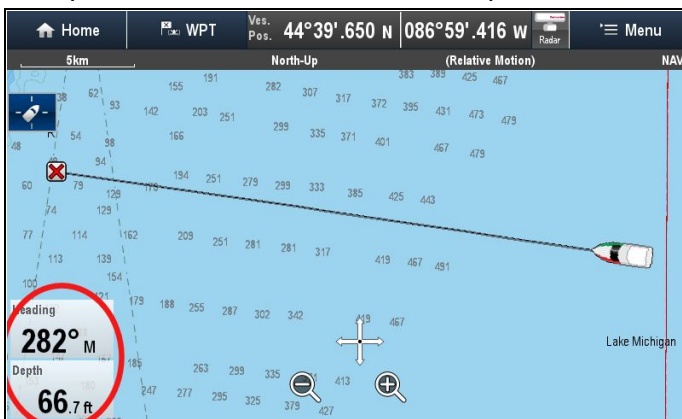 Home WPT Ves. Pos. 44°39'.650 N 086°59'.416 W Radar Menu
5km North-Up (Relative Motion) NAV
383 389 425 467
191
155 282
38 62 307 317 372 395 431 473 479
93 142 203 251
R 54 98 166 299 335 371 401 467 479
48
94
60 79 129 179 194 251 279 299 333 385 425 443
74 129
77 114 162 209 251 281 281 317 419 467 491
113 139
100 154
121 179 188 255 287 302 342 419 467
Heading
282° M
Lake Michigan
Depth
185 263 299 335 413
153 180 247 277 295 325 379 427
66.7 ft